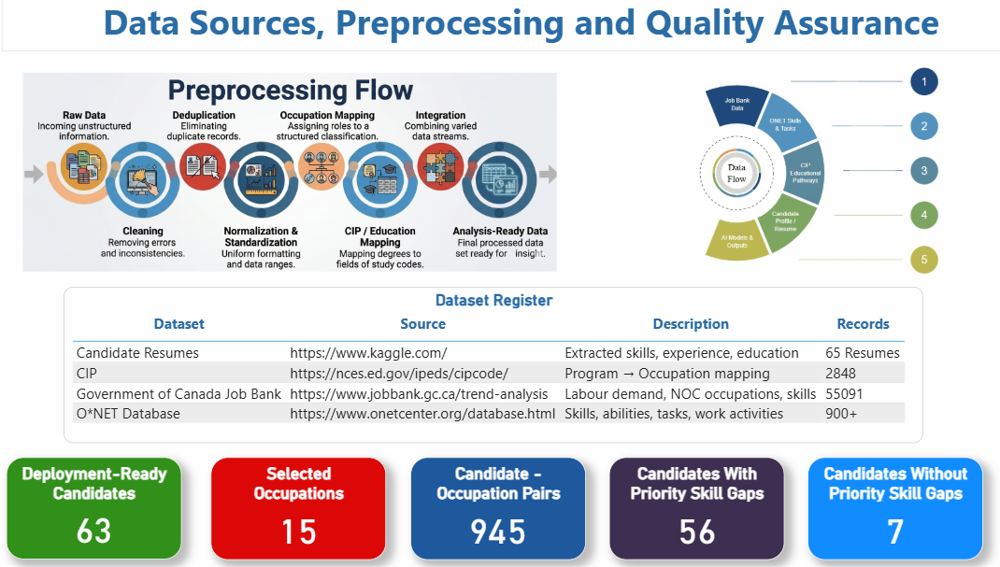 Data Sources, Preprocessing and Quality Assurance
Preprocessing Flow
Raw Data
Incoming unstructured
information.
Deduplication
Eliminating
duplicate records.
Occupation Mapping
Assigning roles to a
structured classification.
Integration
Combining varied
data streams.
Cleaning
Removing errors
and inconsistencies.
Normalization &
Standardization
Uniform formatting
and data ranges.
CIP / Education
Mapping
Mapping degrees to
fields of study codes.
Analysis-Ready Data
Final processed data
set ready for insight.
Job Bank
Data
ONET Skills
& Tasks
CIP
Educational
Pathways
Candidate
Profile /
Resume
AI Models &
Outputs
Data
Flow
1
2
3
4
5
Dataset Register
Dataset Source Description Records
Candidate Resumes https://www.kaggle.com/ Extracted skills, experience, education 65 Resumes
CIP https://nces.ed.gov/ipeds/cipcode/ Program → Occupation mapping 2848
Government of Canada Job Bank https://www.jobbank.gc.ca/trend-analysis Labour demand, NOC occupations, skills 55091
O*NET Database https://www.onetcenter.org/database.html Skills, abilities, tasks, work activities 900+
Deployment-Ready
Candidates
63
Selected
Occupations
15
Candidate -
Occupation Pairs
945
Candidates With
Priority Skill Gaps
56
Candidates Without
Priority Skill Gaps
7